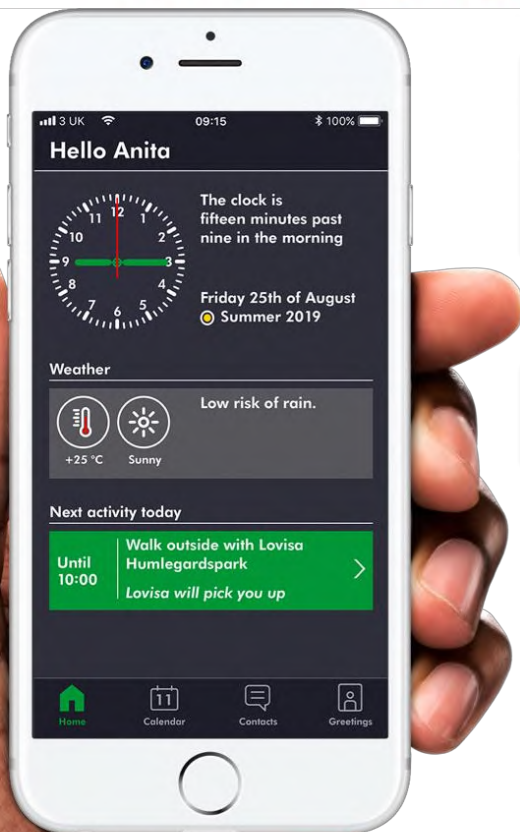 3 UK
09:15
100%
Hello Anita
12
1
2
3
4
5
6
7
8
9
10
11
The clock is
fifteen minutes past
nine in the morning
Friday 25th of August
Summer 2019
Weather
+25 °C
Sunny
Low risk of rain.
Next activity today
Until
10:00
Walk outside with Lovisa
Humlegardspark
Lovisa will pick you up
11
Home
Calendar
Contacts
Greetings